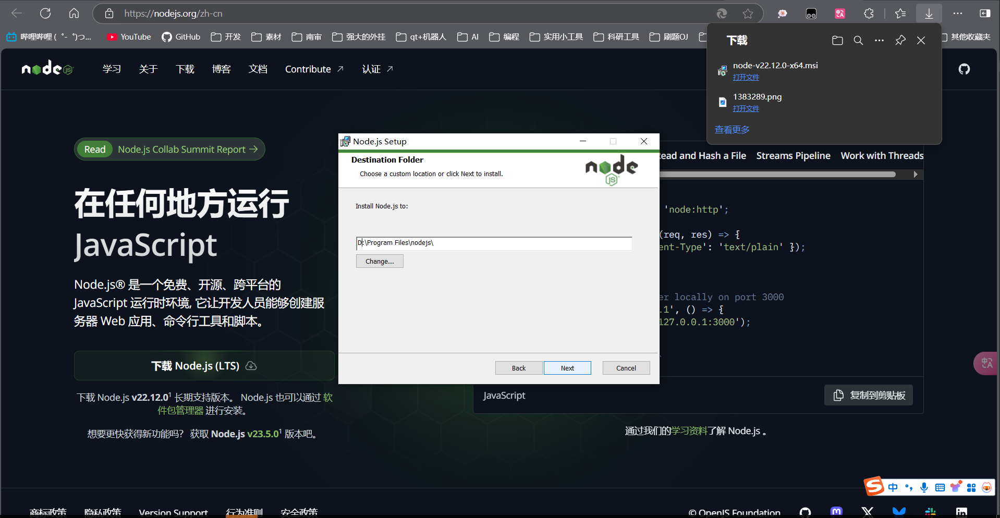 https://nodejs.org/zh-cn
哔哩哔哩 ( ゜- ゜)つ...
YouTube
GitHub
开发
素材
南审
强大的外挂
qt+机器人
AI
编程
实用小工具
科研工具
刷题OJ
其他收藏夹
下载
node-v22.12.0-x64.msi
打开文件
1383289.png
打开文件
查看更多
node JS
学习
关于
下载
博客
文档
Contribute
认证
Read
Node.js Collab Summit Report
在任何地方运行
JavaScript
Node.js® 是一个免费、开源、跨平台的
JavaScript 运行时环境, 它让开发人员能够创建服
务器 Web 应用、命令行工具和脚本。
下载 Node.js (LTS)
下载 Node.js v22.12.0¹ 长期支持版本。 Node.js 也可以通过 软
件包管理器 进行安装。
想要更快获得新功能吗? 获取 Node.js v23.5.0¹ 版本吧。
Node.js Setup
Destination Folder
Choose a custom location or click Next to install.
node JS
Install Node.js to:
D:\Program Files\nodejs\
Change...
Back
Next
Cancel
ead and Hash a File
Streams Pipeline
Work with Threads
'node:http';
(req, res) => {
ent-Type': 'text/plain' });
er locally on port 3000
.1', () => {
127.0.0.1:3000');
JavaScript
复制到剪贴板
通过我们的学习资料了解 Node.js 。
中
商标政策
隐私政策
Version Support
行为准则
安全政策
© OpenJS Foundation